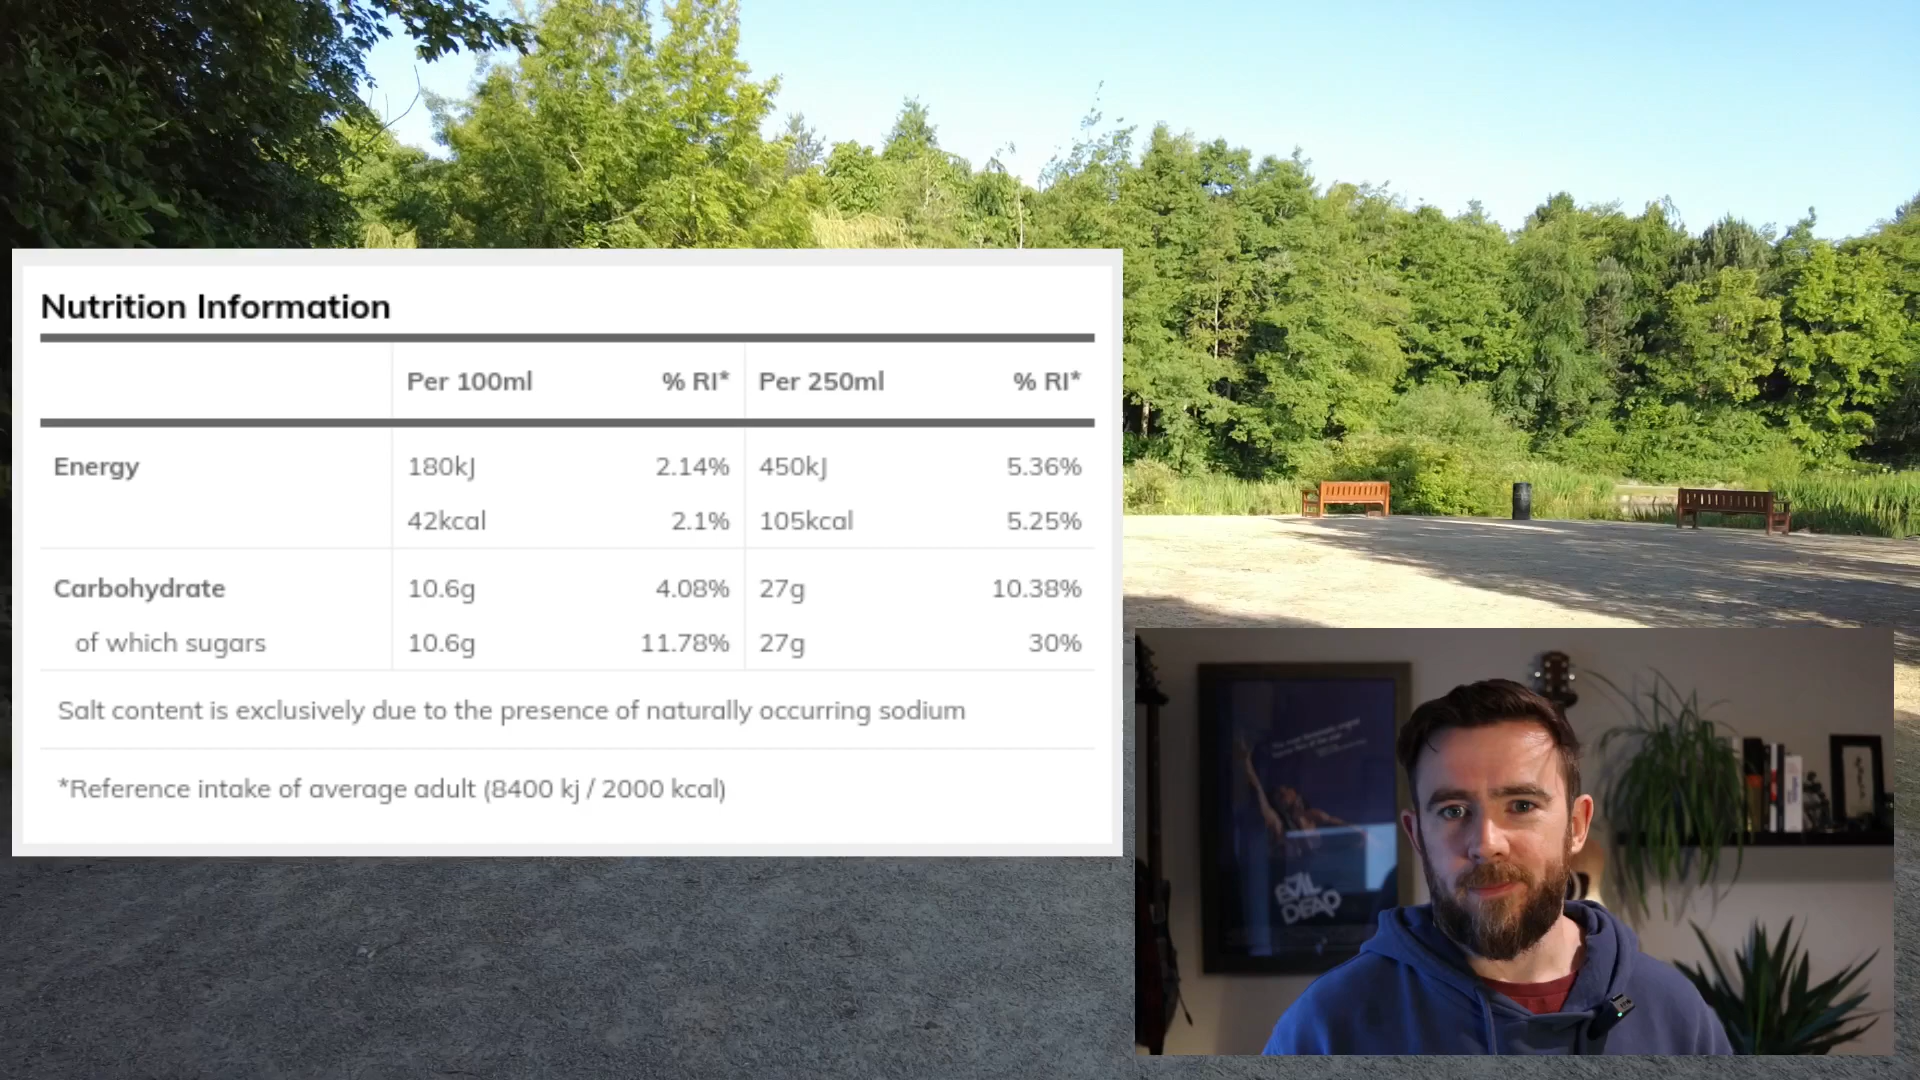 Nutrition Information
Per 100ml % RI* Per 250ml % RI*
Energy 180kJ 2.14% 450kJ 5.36%
42kcal 2.1% 105kcal 5.25%
Carbohydrate 10.6g 4.08% 27g 10.38%
of which sugars 10.6g 11.78% 27g 30%
Salt content is exclusively due to the presence of naturally occurring sodium
*Reference intake of average adult (8400 kj / 2000 kcal)
EVIL
DEAD